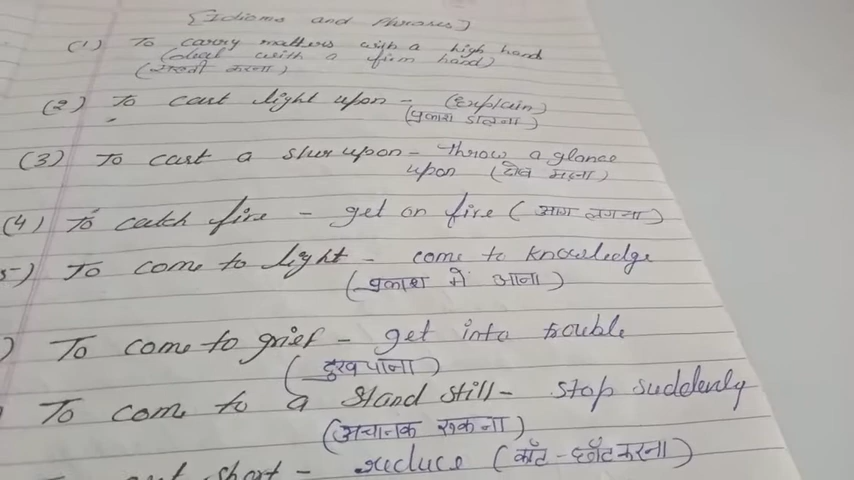 {Idioms and Phrases}
(1) To carry matters with a high hand
(deal with a firm hand)
(सख्ती करना)
(2) To cast light upon - (Explain)
(प्रकाश डालना)
(3) To cast a slur upon - Throw a glance
upon (दोष मढ़ना)
(4) To catch fire - get on fire (आग लगना)
5-) To come to light - come to knowledge
(प्रकाश में आना)
) To come to grief - get into trouble
(दुख पाना)
To come to a stand still - stop suddenly
(अचानक रुकना)
short - reduce (काँट-छाँट करना)